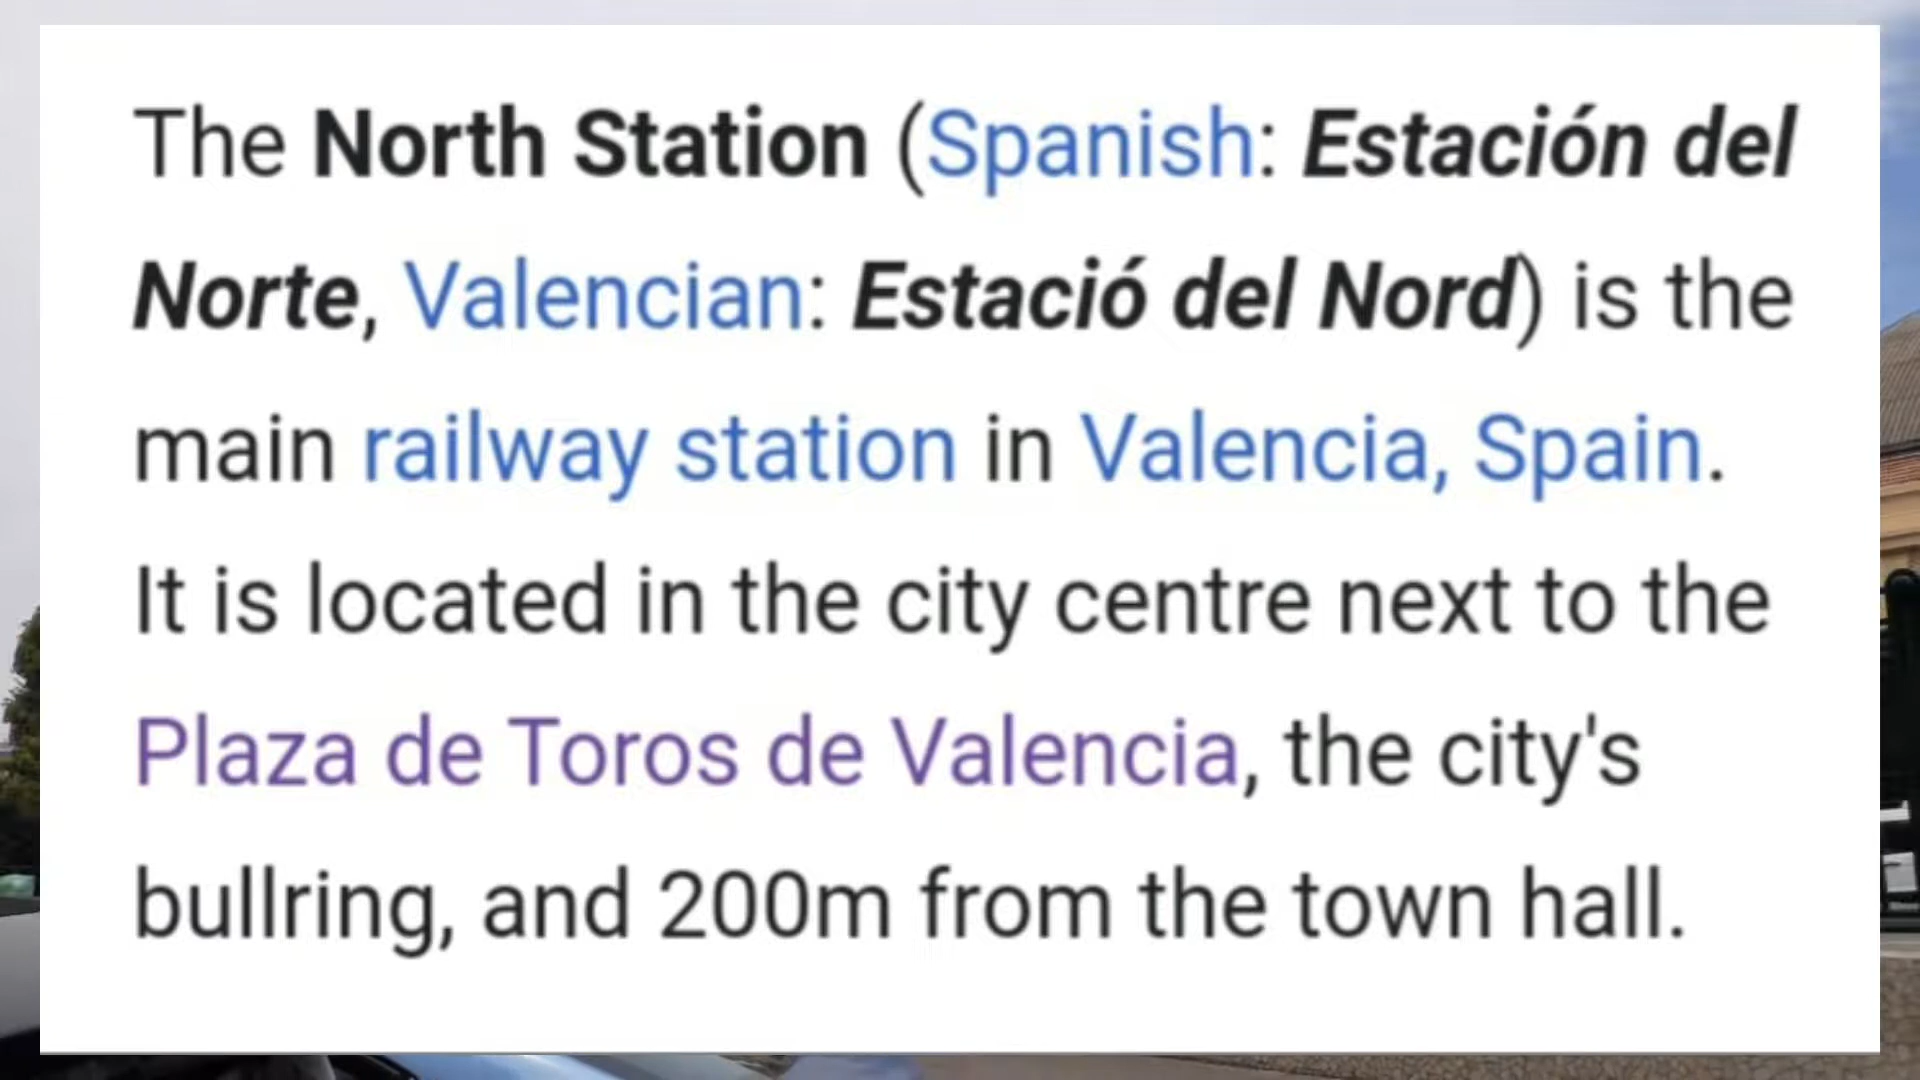 The North Station (Spanish: Estación del
Norte, Valencian: Estació del Nord) is the
main railway station in Valencia, Spain.
It is located in the city centre next to the
Plaza de Toros de Valencia, the city's
bullring, and 200m from the town hall.